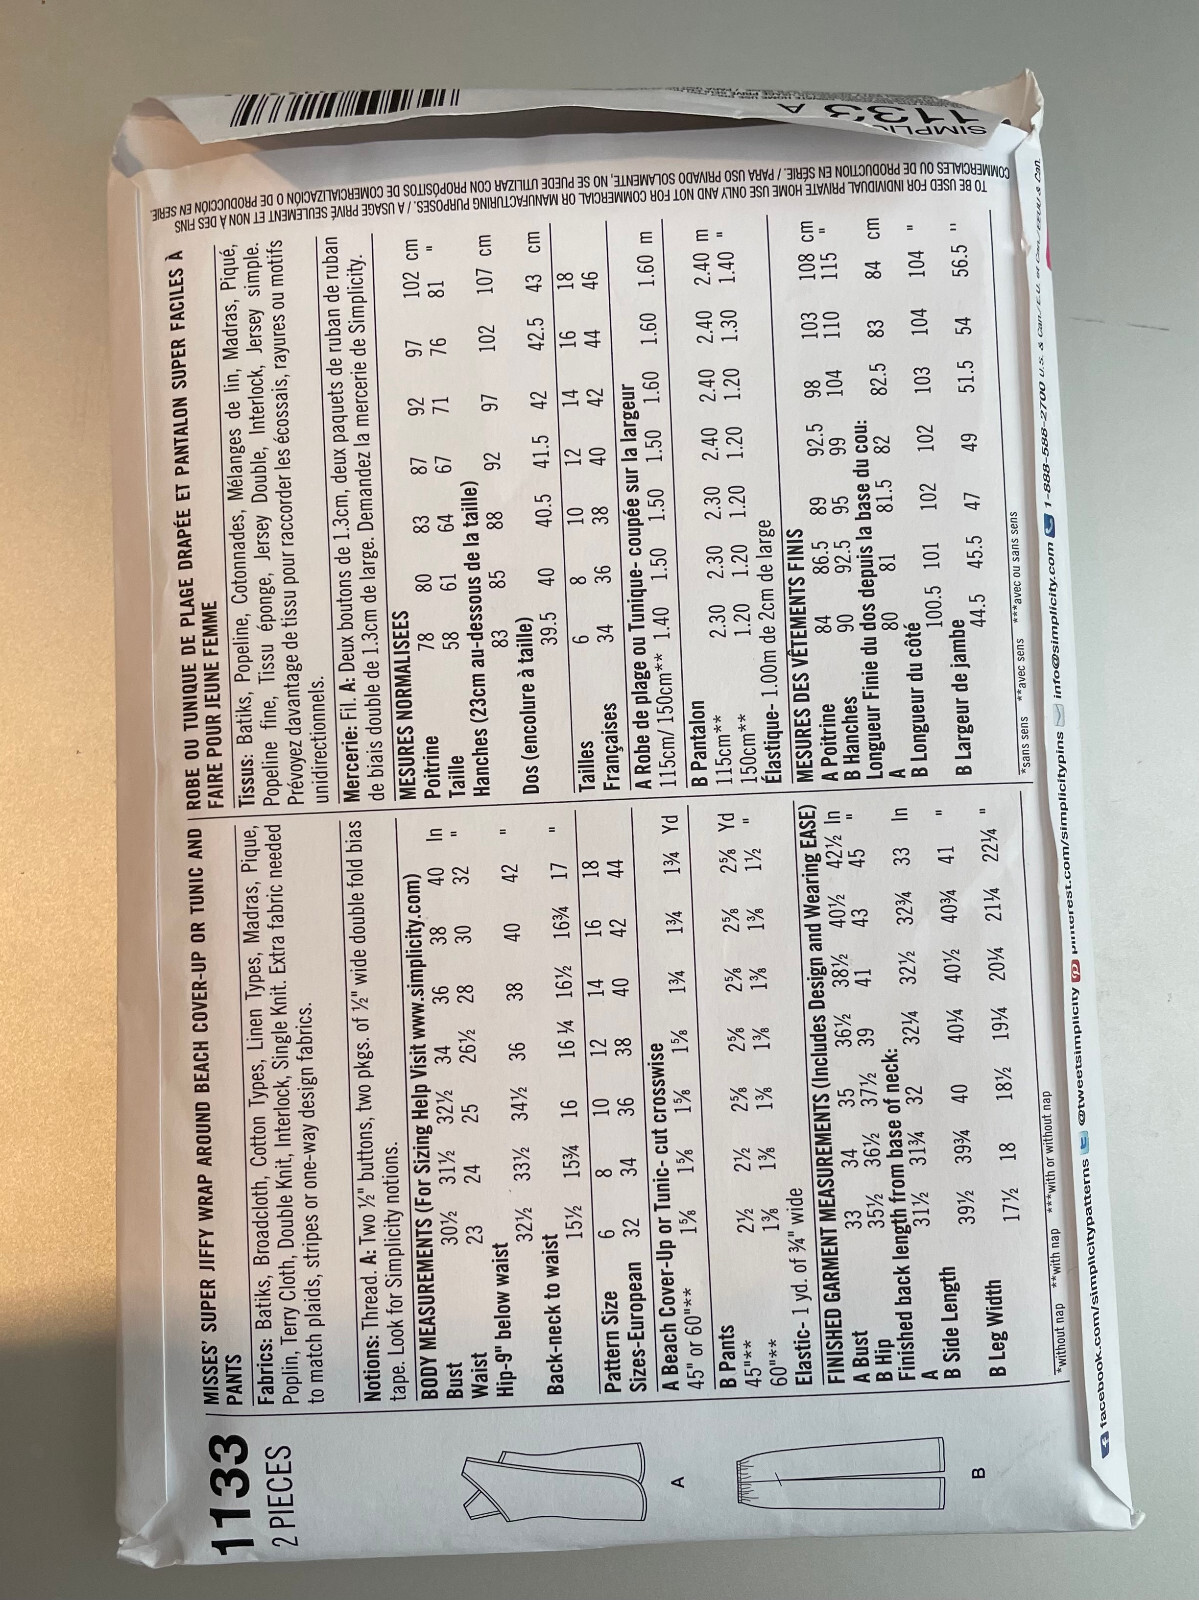 1133
2 PIECES
A
B
MISSES' SUPER JIFFY WRAP AROUND BEACH COVER-UP OR TUNIC AND
PANTS
Fabrics: Batiks, Broadcloth, Cotton Types, Linen Types, Madras, Pique,
Poplin, Terry Cloth, Double Knit, Interlock, Single Knit. Extra fabric needed
to match plaids, stripes or one-way design fabrics.
Notions: Thread. A: Two ½" buttons, two pkgs. of ½" wide double fold bias
tape. Look for Simplicity notions.
BODY MEASUREMENTS (For Sizing Help Visit www.simplicity.com)
Bust 30½ 31½ 32½ 34 36 38 40 In
Waist 23 24 25 26½ 28 30 32 "
Hip-9" below waist
32½ 33½ 34½ 36 38 40 42 "
Back-neck to waist
15½ 15¾ 16 16¼ 16½ 16¾ 17 "
Pattern Size 6 8 10 12 14 16 18
Sizes-European 32 34 36 38 40 42 44
A Beach Cover-Up or Tunic- cut crosswise
45" or 60"** 1⅝ 1⅝ 1⅝ 1⅝ 1¾ 1¾ 1¾ Yd
B Pants
45"** 2½ 2½ 2⅝ 2⅝ 2⅝ 2⅝ 2⅝ Yd
60"** 1⅜ 1⅜ 1⅜ 1⅜ 1⅜ 1⅜ 1½ "
Elastic- 1 yd. of ¾" wide
FINISHED GARMENT MEASUREMENTS (Includes Design and Wearing EASE)
A Bust 33 34 35 36½ 38½ 40½ 42½ In
B Hip 35½ 36½ 37½ 39 41 43 45 "
Finished back length from base of neck:
A 31½ 31¾ 32 32¼ 32½ 32¾ 33 In
B Side Length
39½ 39¾ 40 40¼ 40½ 40¾ 41 "
B Leg Width
17½ 18 18½ 19¼ 20¼ 21¼ 22¼ "
*without nap **with nap ***with or without nap
ROBE OU TUNIQUE DE PLAGE DRAPÉE ET PANTALON SUPER FACILES À
FAIRE POUR JEUNE FEMME
Tissus: Batiks, Popeline, Cotonnades, Mélanges de lin, Madras, Piqué,
Popeline fine, Tissu éponge, Jersey Double, Interlock, Jersey simple.
Prévoyez davantage de tissu pour raccorder les écossais, rayures ou motifs
unidirectionnels.
Mercerie: Fil. A: Deux boutons de 1.3cm, deux paquets de ruban de ruban
de biais double de 1.3cm de large. Demandez la mercerie de Simplicity.
MESURES NORMALISEES
Poitrine 78 80 83 87 92 97 102 cm
Taille 58 61 64 67 71 76 81 "
Hanches (23cm au-dessous de la taille)
83 85 88 92 97 102 107 cm
Dos (encolure à taille)
39.5 40 40.5 41.5 42 42.5 43 cm
Tailles 6 8 10 12 14 16 18
Françaises 34 36 38 40 42 44 46
A Robe de plage ou Tunique- coupée sur la largeur
115cm/ 150cm** 1.40 1.50 1.50 1.50 1.60 1.60 1.60 m
B Pantalon
115cm** 2.30 2.30 2.30 2.40 2.40 2.40 2.40 m
150cm** 1.20 1.20 1.20 1.20 1.20 1.30 1.40 "
Élastique- 1.00m de 2cm de large
MESURES DES VÊTEMENTS FINIS
A Poitrine 84 86.5 89 92.5 98 103 108 cm
B Hanches 90 92.5 95 99 104 110 115 "
Longueur Finie du dos depuis la base du cou:
A 80 81 81.5 82 82.5 83 84 cm
B Longueur du côté
100.5 101 102 102 103 104 104 "
B Largeur de jambe
44.5 45.5 47 49 51.5 54 56.5 "
*sans sens **avec sens ***avec ou sans sens
facebook.com/simplicitypatterns @tweetsimplicity pinterest.com/simplicitypins info@simplicity.com 1-888-588-2700 U.S. & Can.
TO BE USED FOR INDIVIDUAL PRIVATE HOME USE ONLY AND NOT FOR COMMERCIAL OR MANUFACTURING PURPOSES. / A USAGE PRIVÉ SEULEMENT ET NON À DES FINS
COMMERCIALES OU DE PRODUCTION EN SÉRIE. / PARA USO PRIVADO SOLAMENTE, NO SE PUEDE UTILIZAR CON PROPÓSITOS DE COMERCIALIZACIÓN O DE PRODUCCIÓN EN SERIE.
1133 A